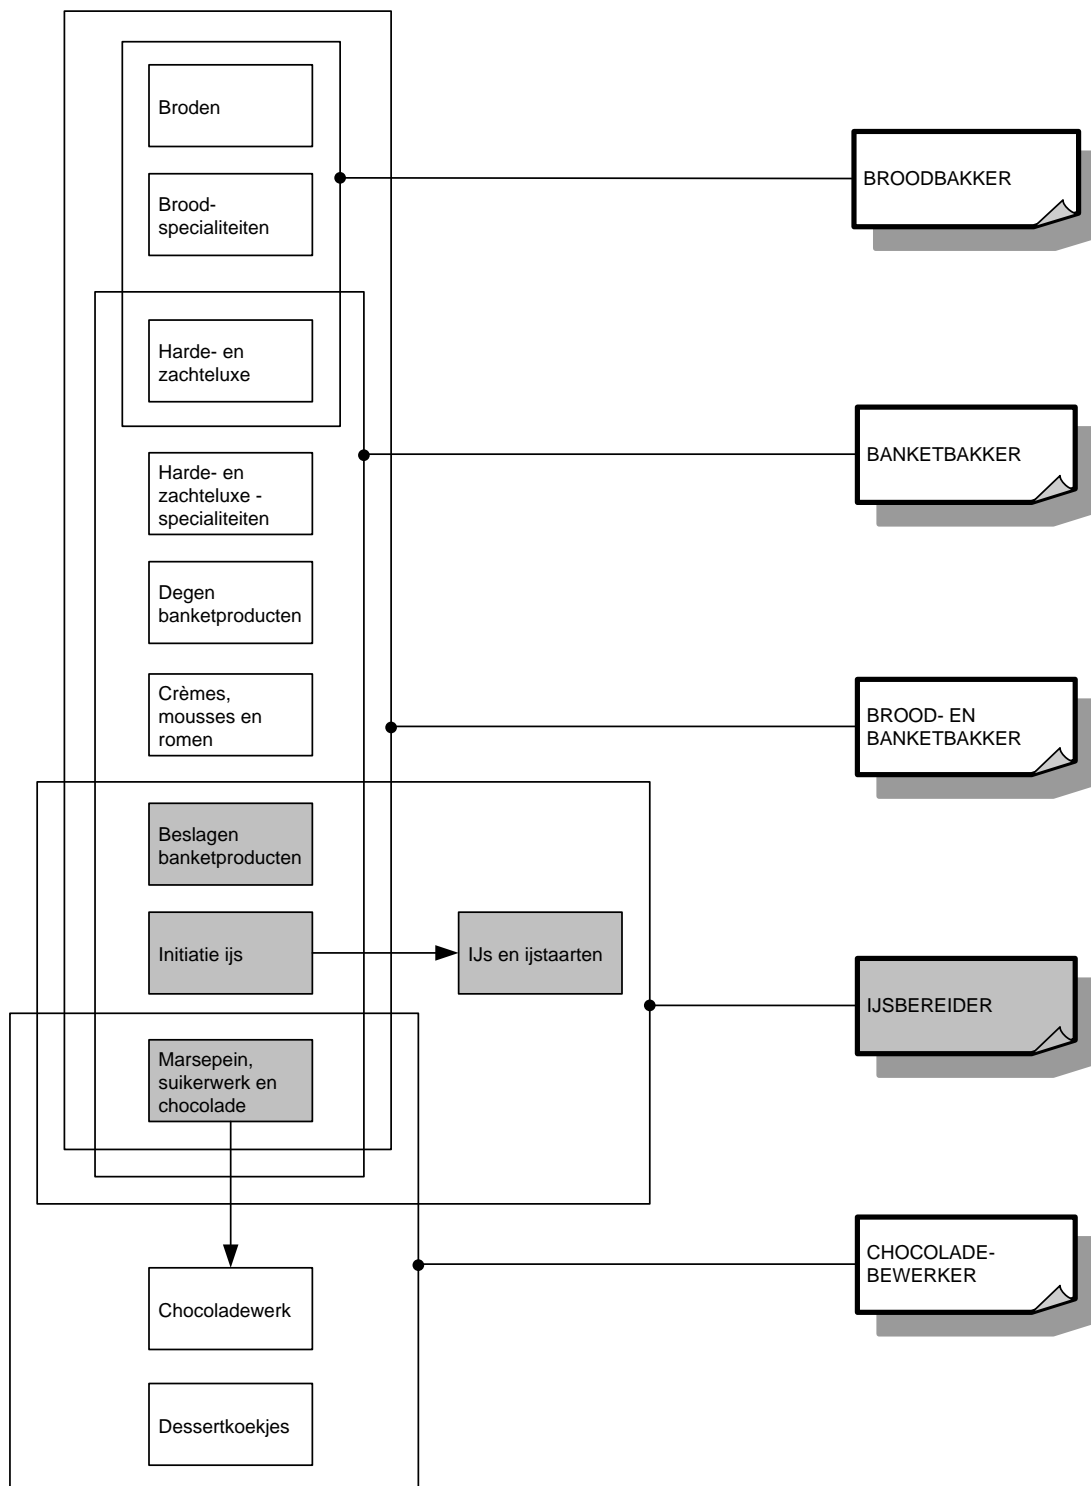 Broden
Brood-
specialiteiten
Harde- en
zachteluxe
Harde- en
zachteluxe -
specialiteiten
Degen
banketproducten
Crèmes,
mousses en
romen
Beslagen
banketproducten
Initiatie ijs
IJs en ijstaarten
Marsepein,
suikerwerk en
chocolade
Chocoladewerk
Dessertkoekjes
BROODBAKKER
BANKETBAKKER
BROOD- EN
BANKETBAKKER
IJSBEREIDER
CHOCOLADE-
BEWERKER